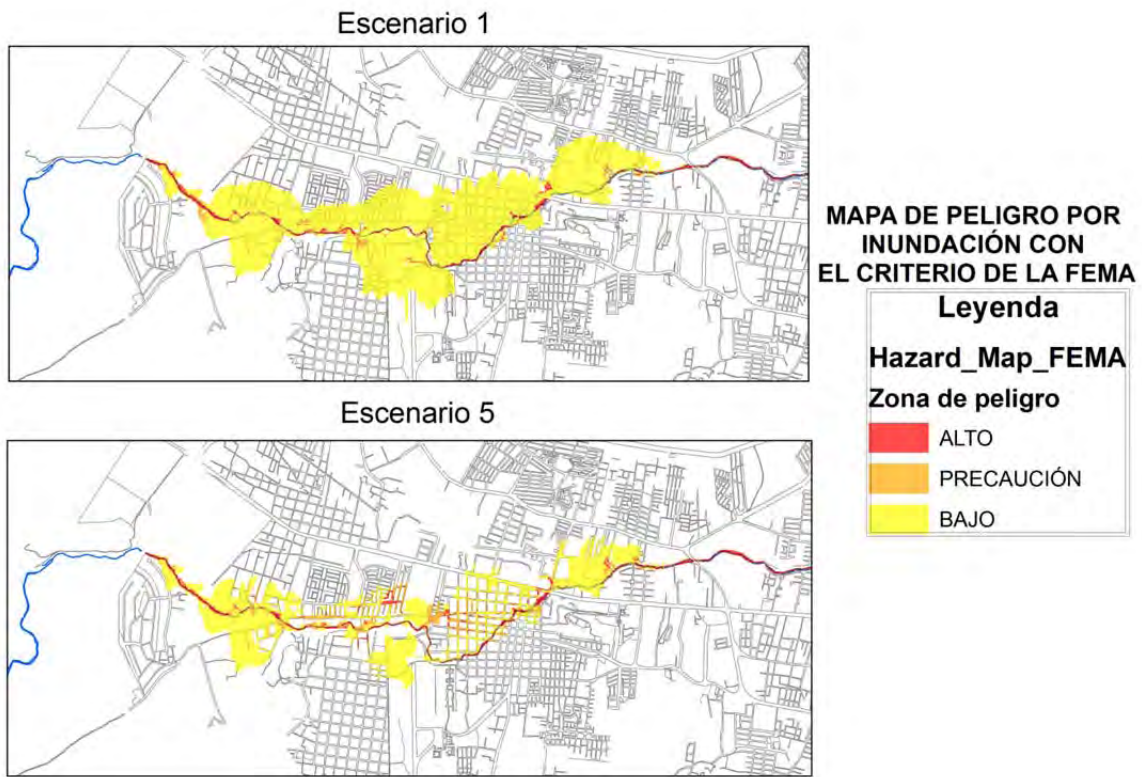 Escenario 1
MAPA DE PELIGRO POR
INUNDACIÓN CON
EL CRITERIO DE LA FEMA
Leyenda
Hazard_Map_FEMA
Zona de peligro
ALTO
PRECAUCIÓN
BAJO
Escenario 5